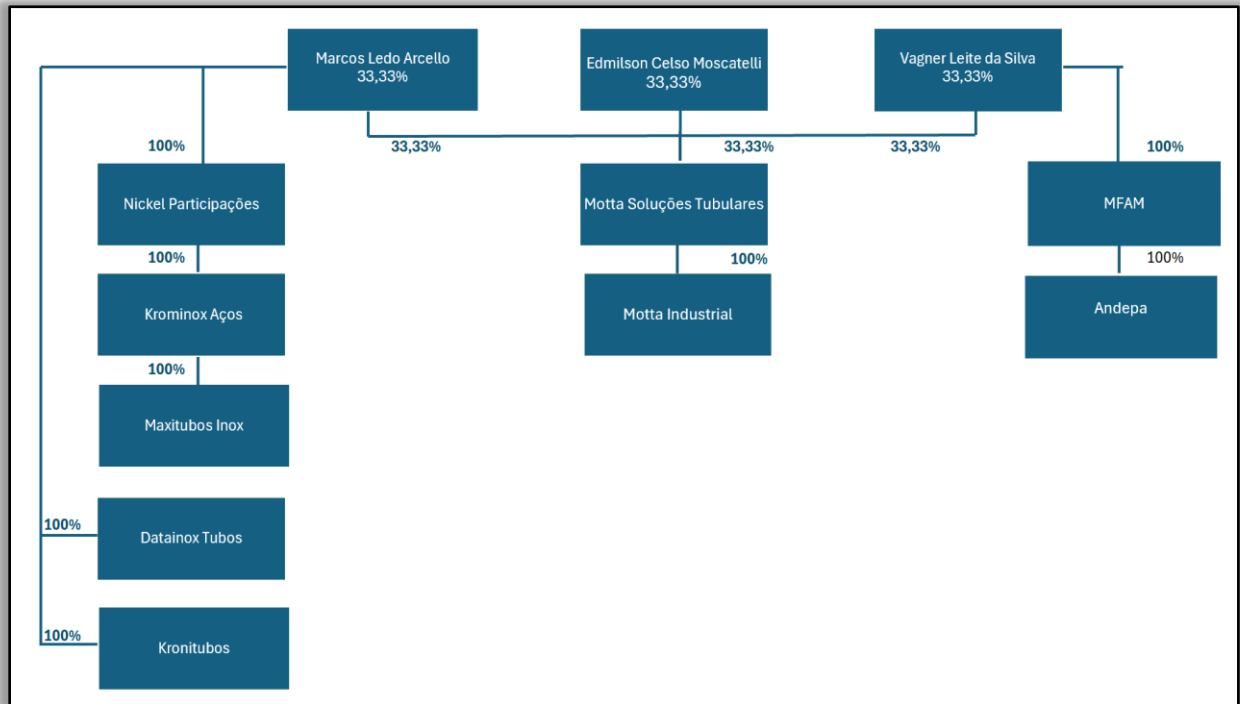 Marcos Ledo Arcello
33,33%
Edmilson Celso Moscatelli
33,33%
Vagner Leite da Silva
33,33%
100%
33,33%
33,33%
33,33%
100%
Nickel Participações
Motta Soluções Tubulares
MFAM
100%
100%
100%
Krominox Aços
Motta Industrial
Andepa
100%
Maxitubos Inox
100%
Datainox Tubos
100%
Kronitubos